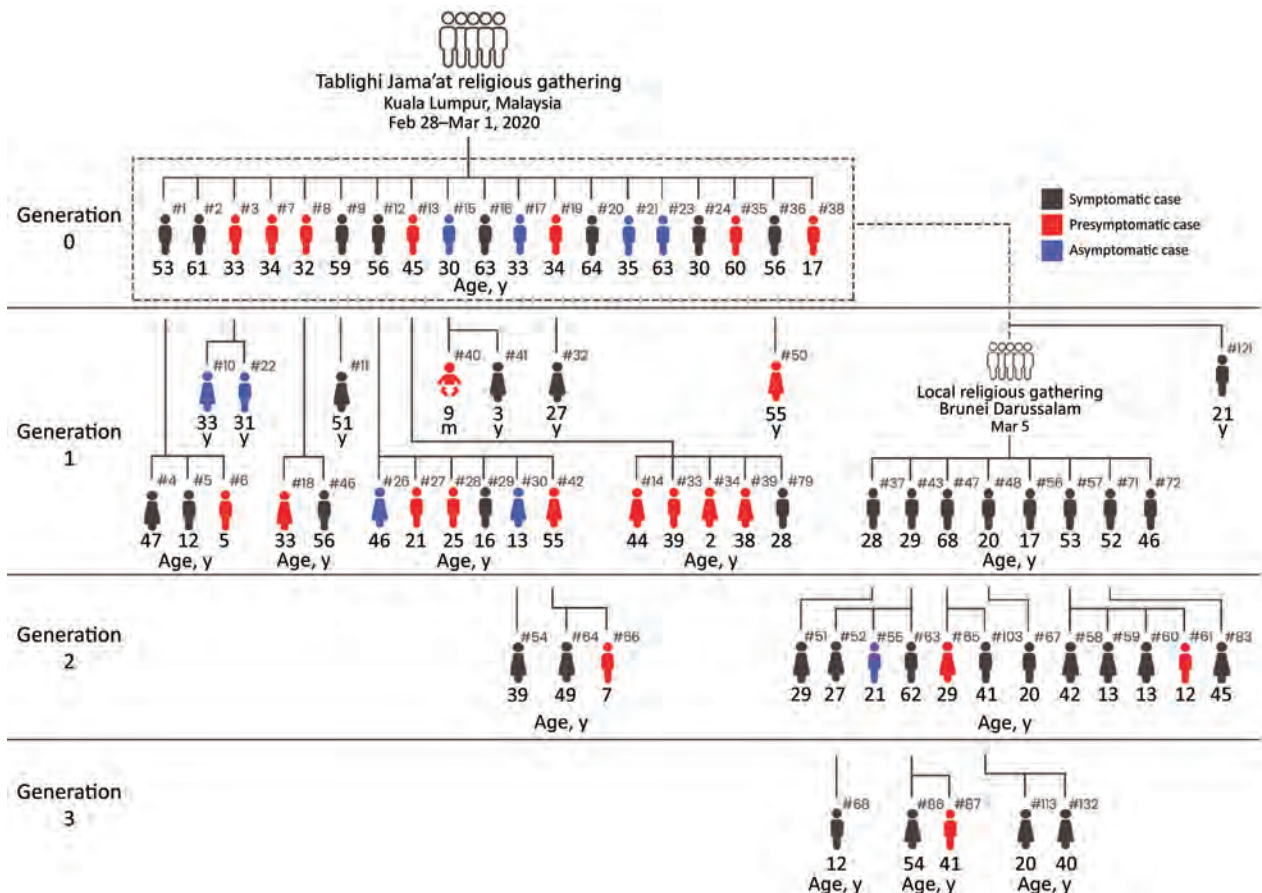 Tablighi Jama'at religious gathering
Kuala Lumpur, Malaysia
Feb 28–Mar 1, 2020
Symptomatic case
Presymptomatic case
Asymptomatic case
Generation
0
#1 #2 #3 #7 #8 #9 #12 #13 #15 #16 #17 #19 #20 #21 #23 #24 #35 #36 #38
53 61 33 34 32 59 56 45 30 63 33 34 64 35 63 30 60 56 17
Age, y
Generation
1
#10 #22 #11 #40 #41 #32 #50 #121
33 31 51 9 3 27 55 21
y y y m y y y y
Local religious gathering
Brunei Darussalam
Mar 5
#4 #5 #6 #18 #46 #26 #27 #28 #29 #30 #42 #14 #33 #34 #39 #79 #37 #43 #47 #48 #56 #57 #71 #72
47 12 5 33 56 46 21 25 16 13 55 44 39 2 38 28 28 29 68 20 17 53 52 46
Age, y Age, y Age, y Age, y Age, y
Generation
2
#54 #64 #66 #51 #52 #55 #63 #65 #103 #67 #58 #59 #60 #61 #83
39 49 7 29 27 21 62 29 41 20 42 13 13 12 45
Age, y Age, y
Generation
3
#68 #87 #113 #132
12 54 41 20 40
Age, y Age, y Age, y